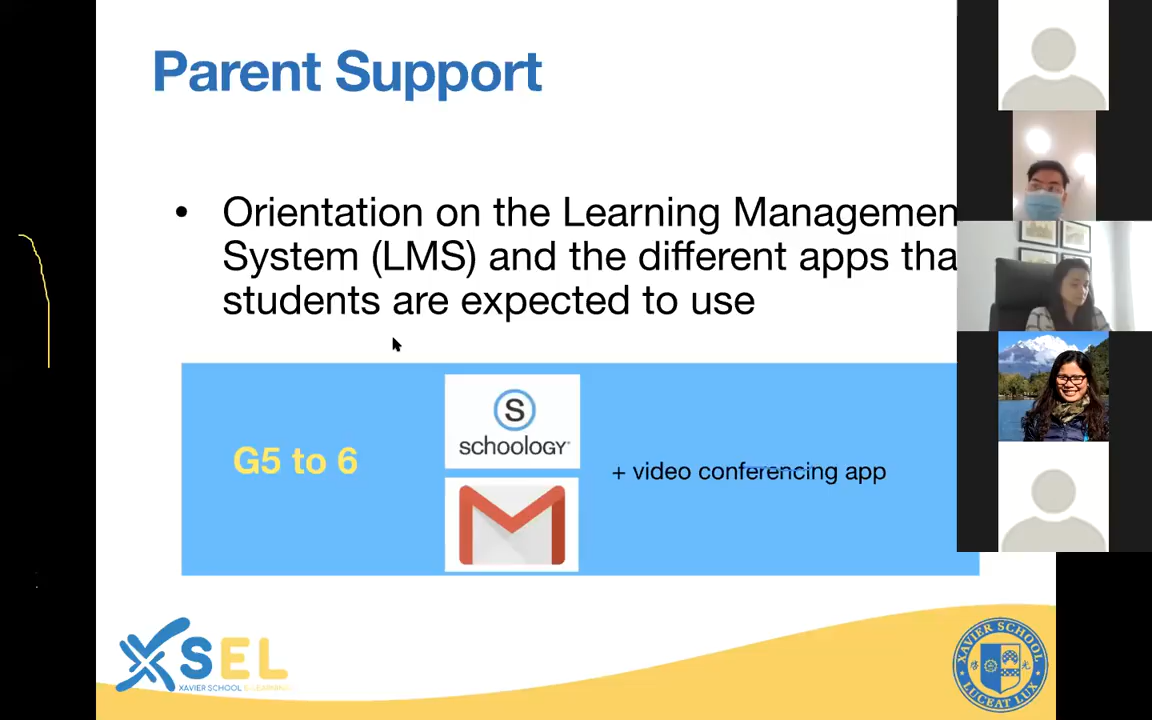 Parent Support
• Orientation on the Learning Managemen
System (LMS) and the different apps tha
students are expected to use
G5 to 6
S
schoology
+ video conferencing app
XSEL
XAVIER SCHOOL E-LEARNING
XAVIER SCHOOL
LUCEAT LUX